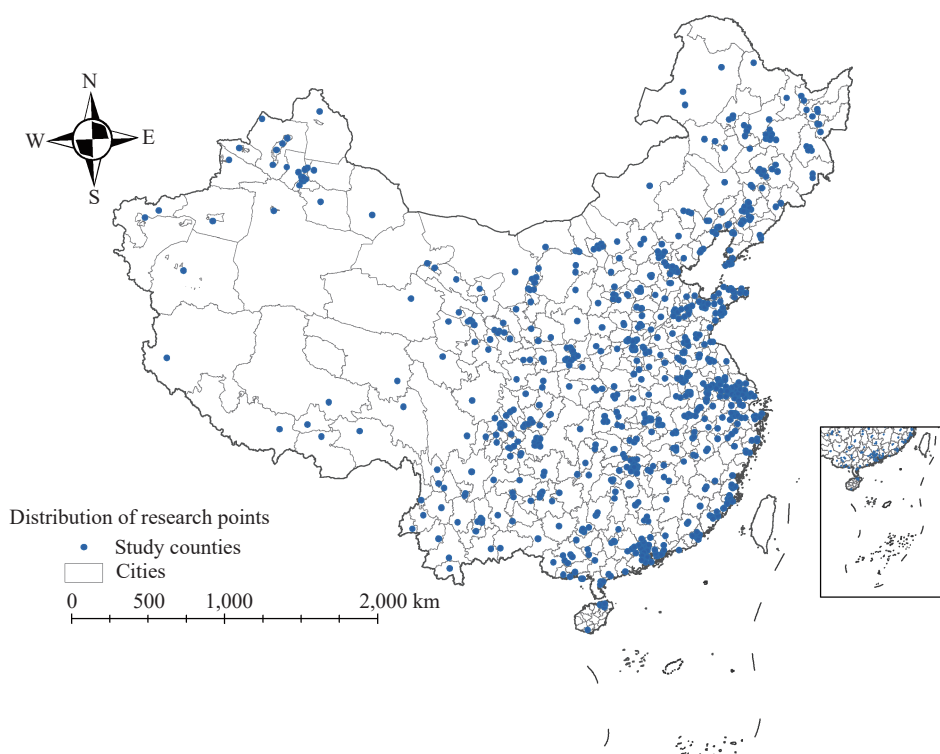 N
W E
S
Distribution of research points
Study counties
Cities
0 500 1,000 2,000 km